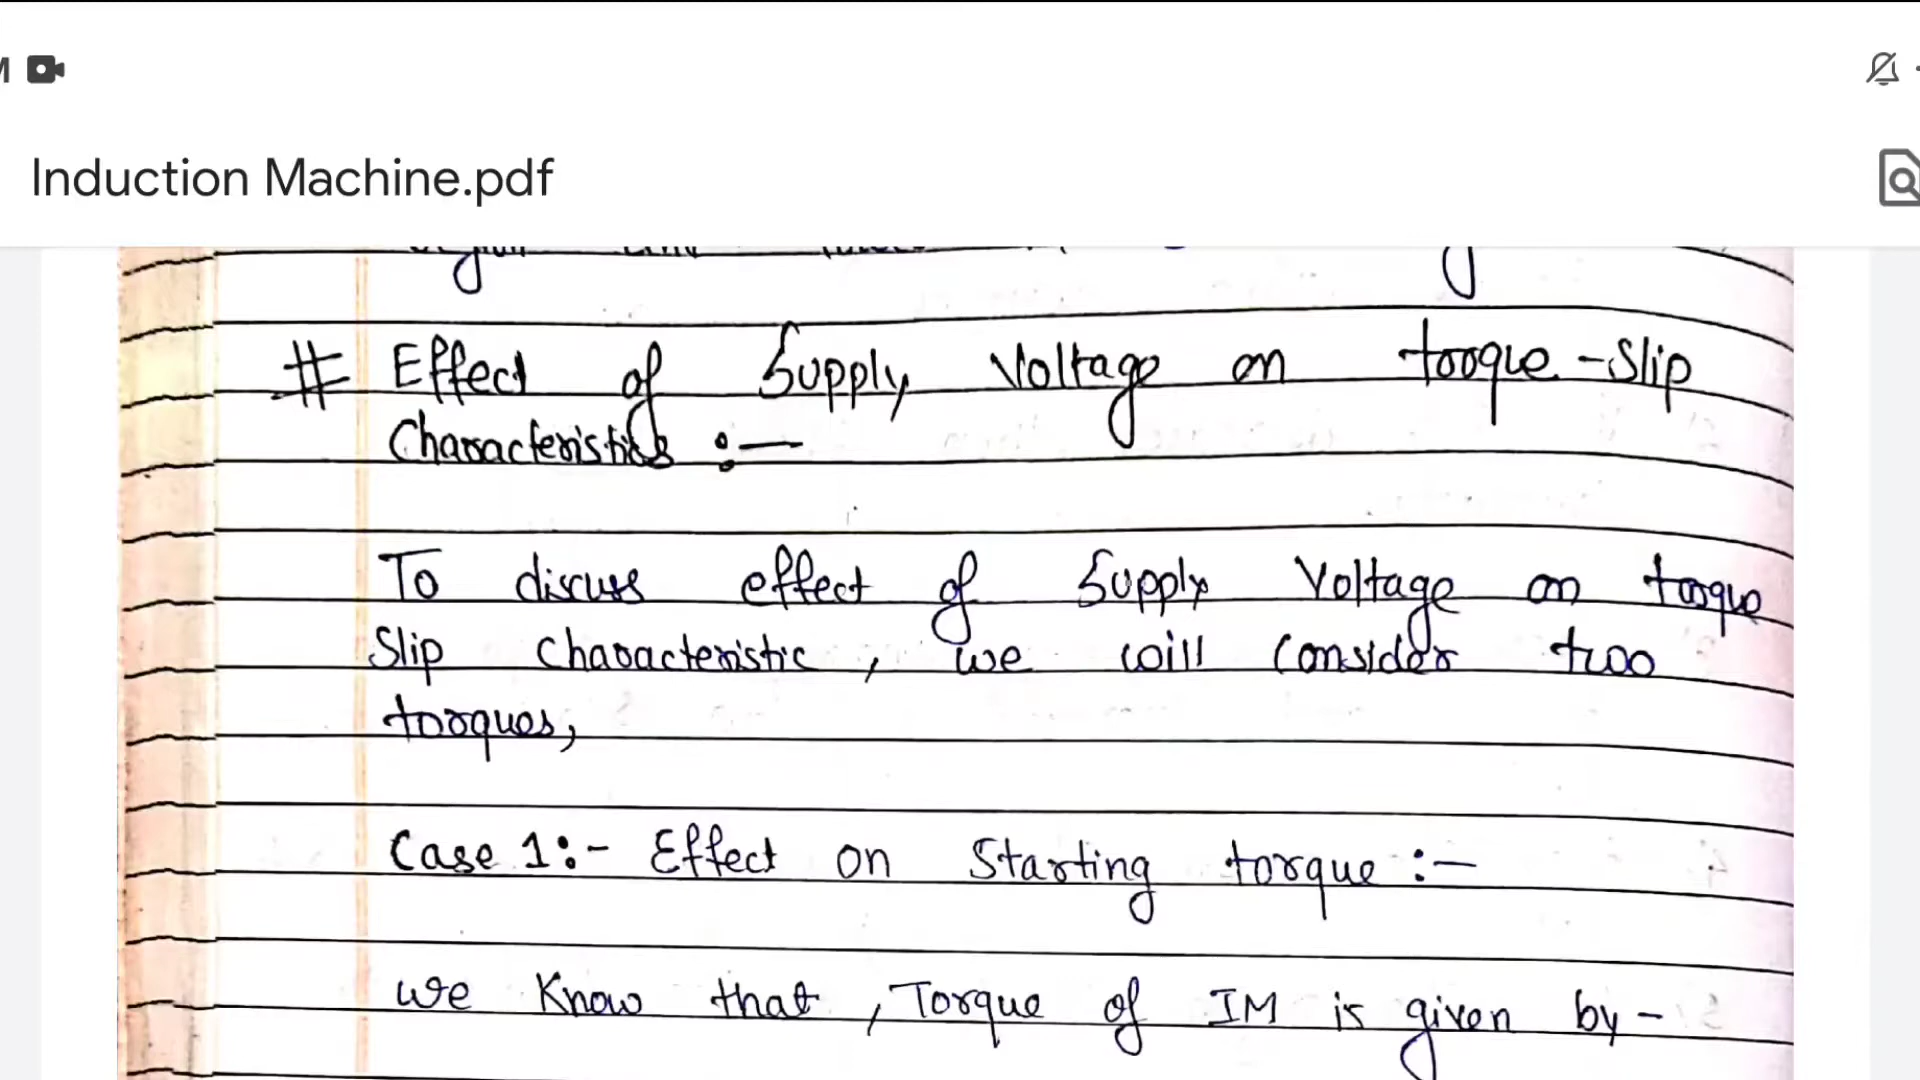 Induction Machine.pdf
# Effect of Supply Voltage on torque-Slip
Characteristics :-
To discuss effect of Supply Voltage on torque
Slip characteristic, we will consider two
torques,
Case 1:- Effect on Starting torque :-
we Know that, Torque of IM is given by -